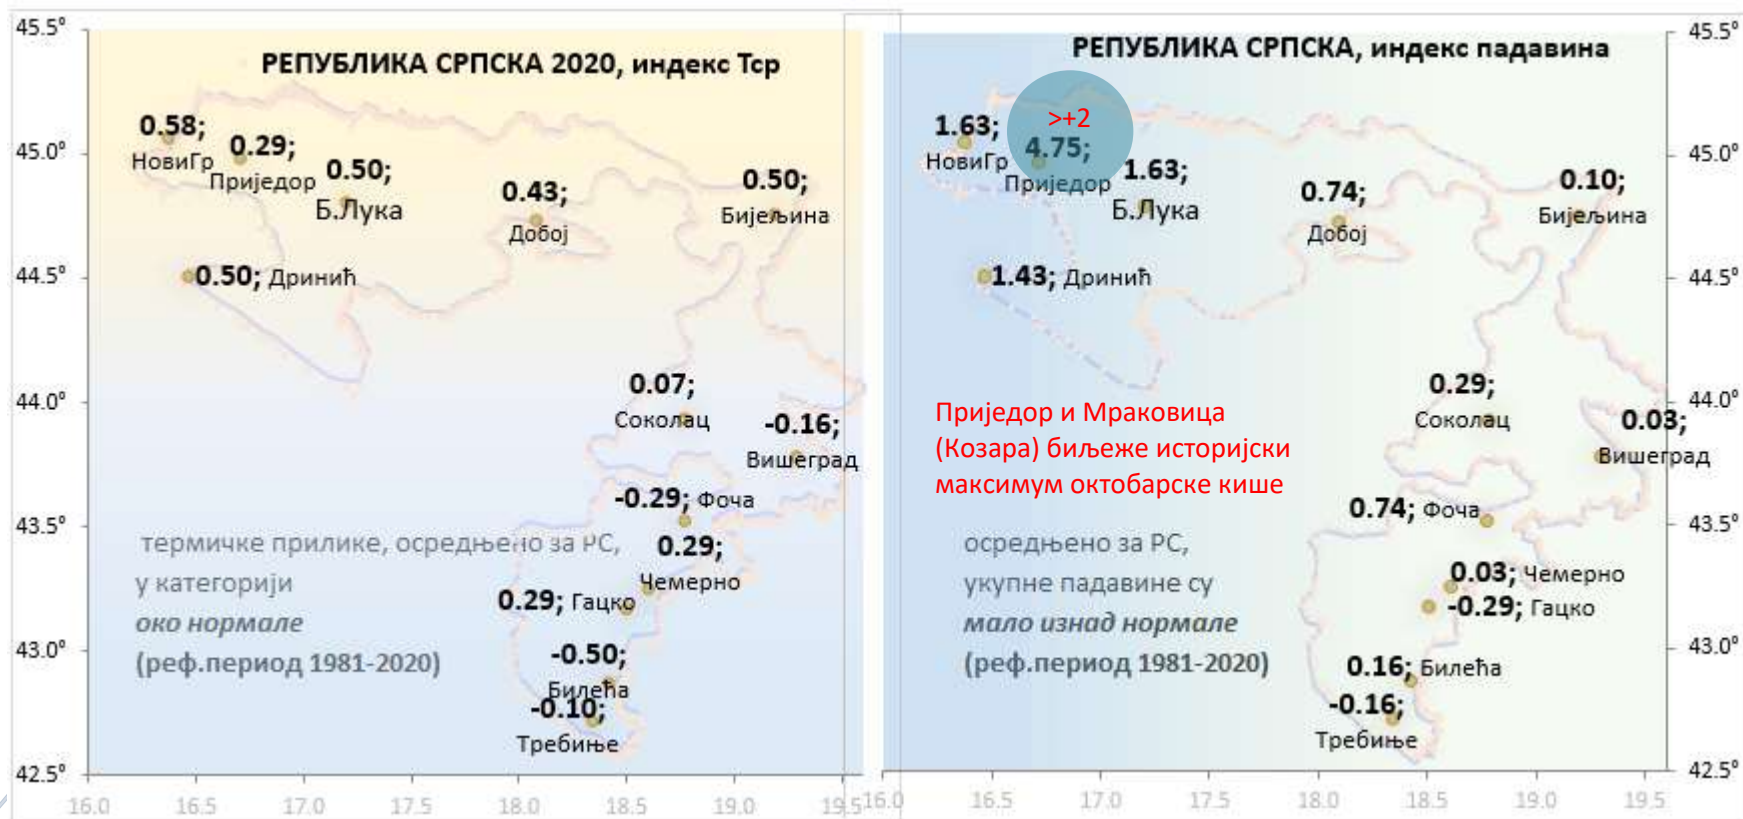 РЕПУБЛИКА СРПСКА 2020, индекс Тср
45.5°
45.0°
44.5°
44.0°
43.5°
43.0°
42.5°
0.58;
НовиГр
0.29;
Приједор
0.50;
Б.Лука
0.43;
Добој
0.50;
Бијељина
0.50; Дринић
0.07;
Соколац
-0.16;
Вишеград
-0.29; Фоча
0.29;
Чемерно
0.29; Гацко
-0.50;
Билећа
-0.10;
Требиње
термичке прилике, осредњено за РС,
у категорији
око нормале
(реф.период 1981-2020)
16.0 16.5 17.0 17.5 18.0 18.5 19.0 19.5
РЕПУБЛИКА СРПСКА, индекс падавина
>+2
1.63;
НовиГр
4.75;
Приједор
1.63;
Б.Лука
0.74;
Добој
0.10;
Бијељина
1.43; Дринић
0.29;
Соколац
0.03;
Вишеград
Приједор и Мраковица
(Козара) биљеже историјски
максимум октобарске кише
0.74; Фоча
0.03; Чемерно
-0.29; Гацко
0.16; Билећа
-0.16;
Требиње
осредњено за РС,
укупне падавине су
мало изнад нормале
(реф.период 1981-2020)
45.5°
45.0°
44.5°
44.0°
43.5°
43.0°
42.5°
16.0 16.5 17.0 17.5 18.0 18.5 19.0 19.5